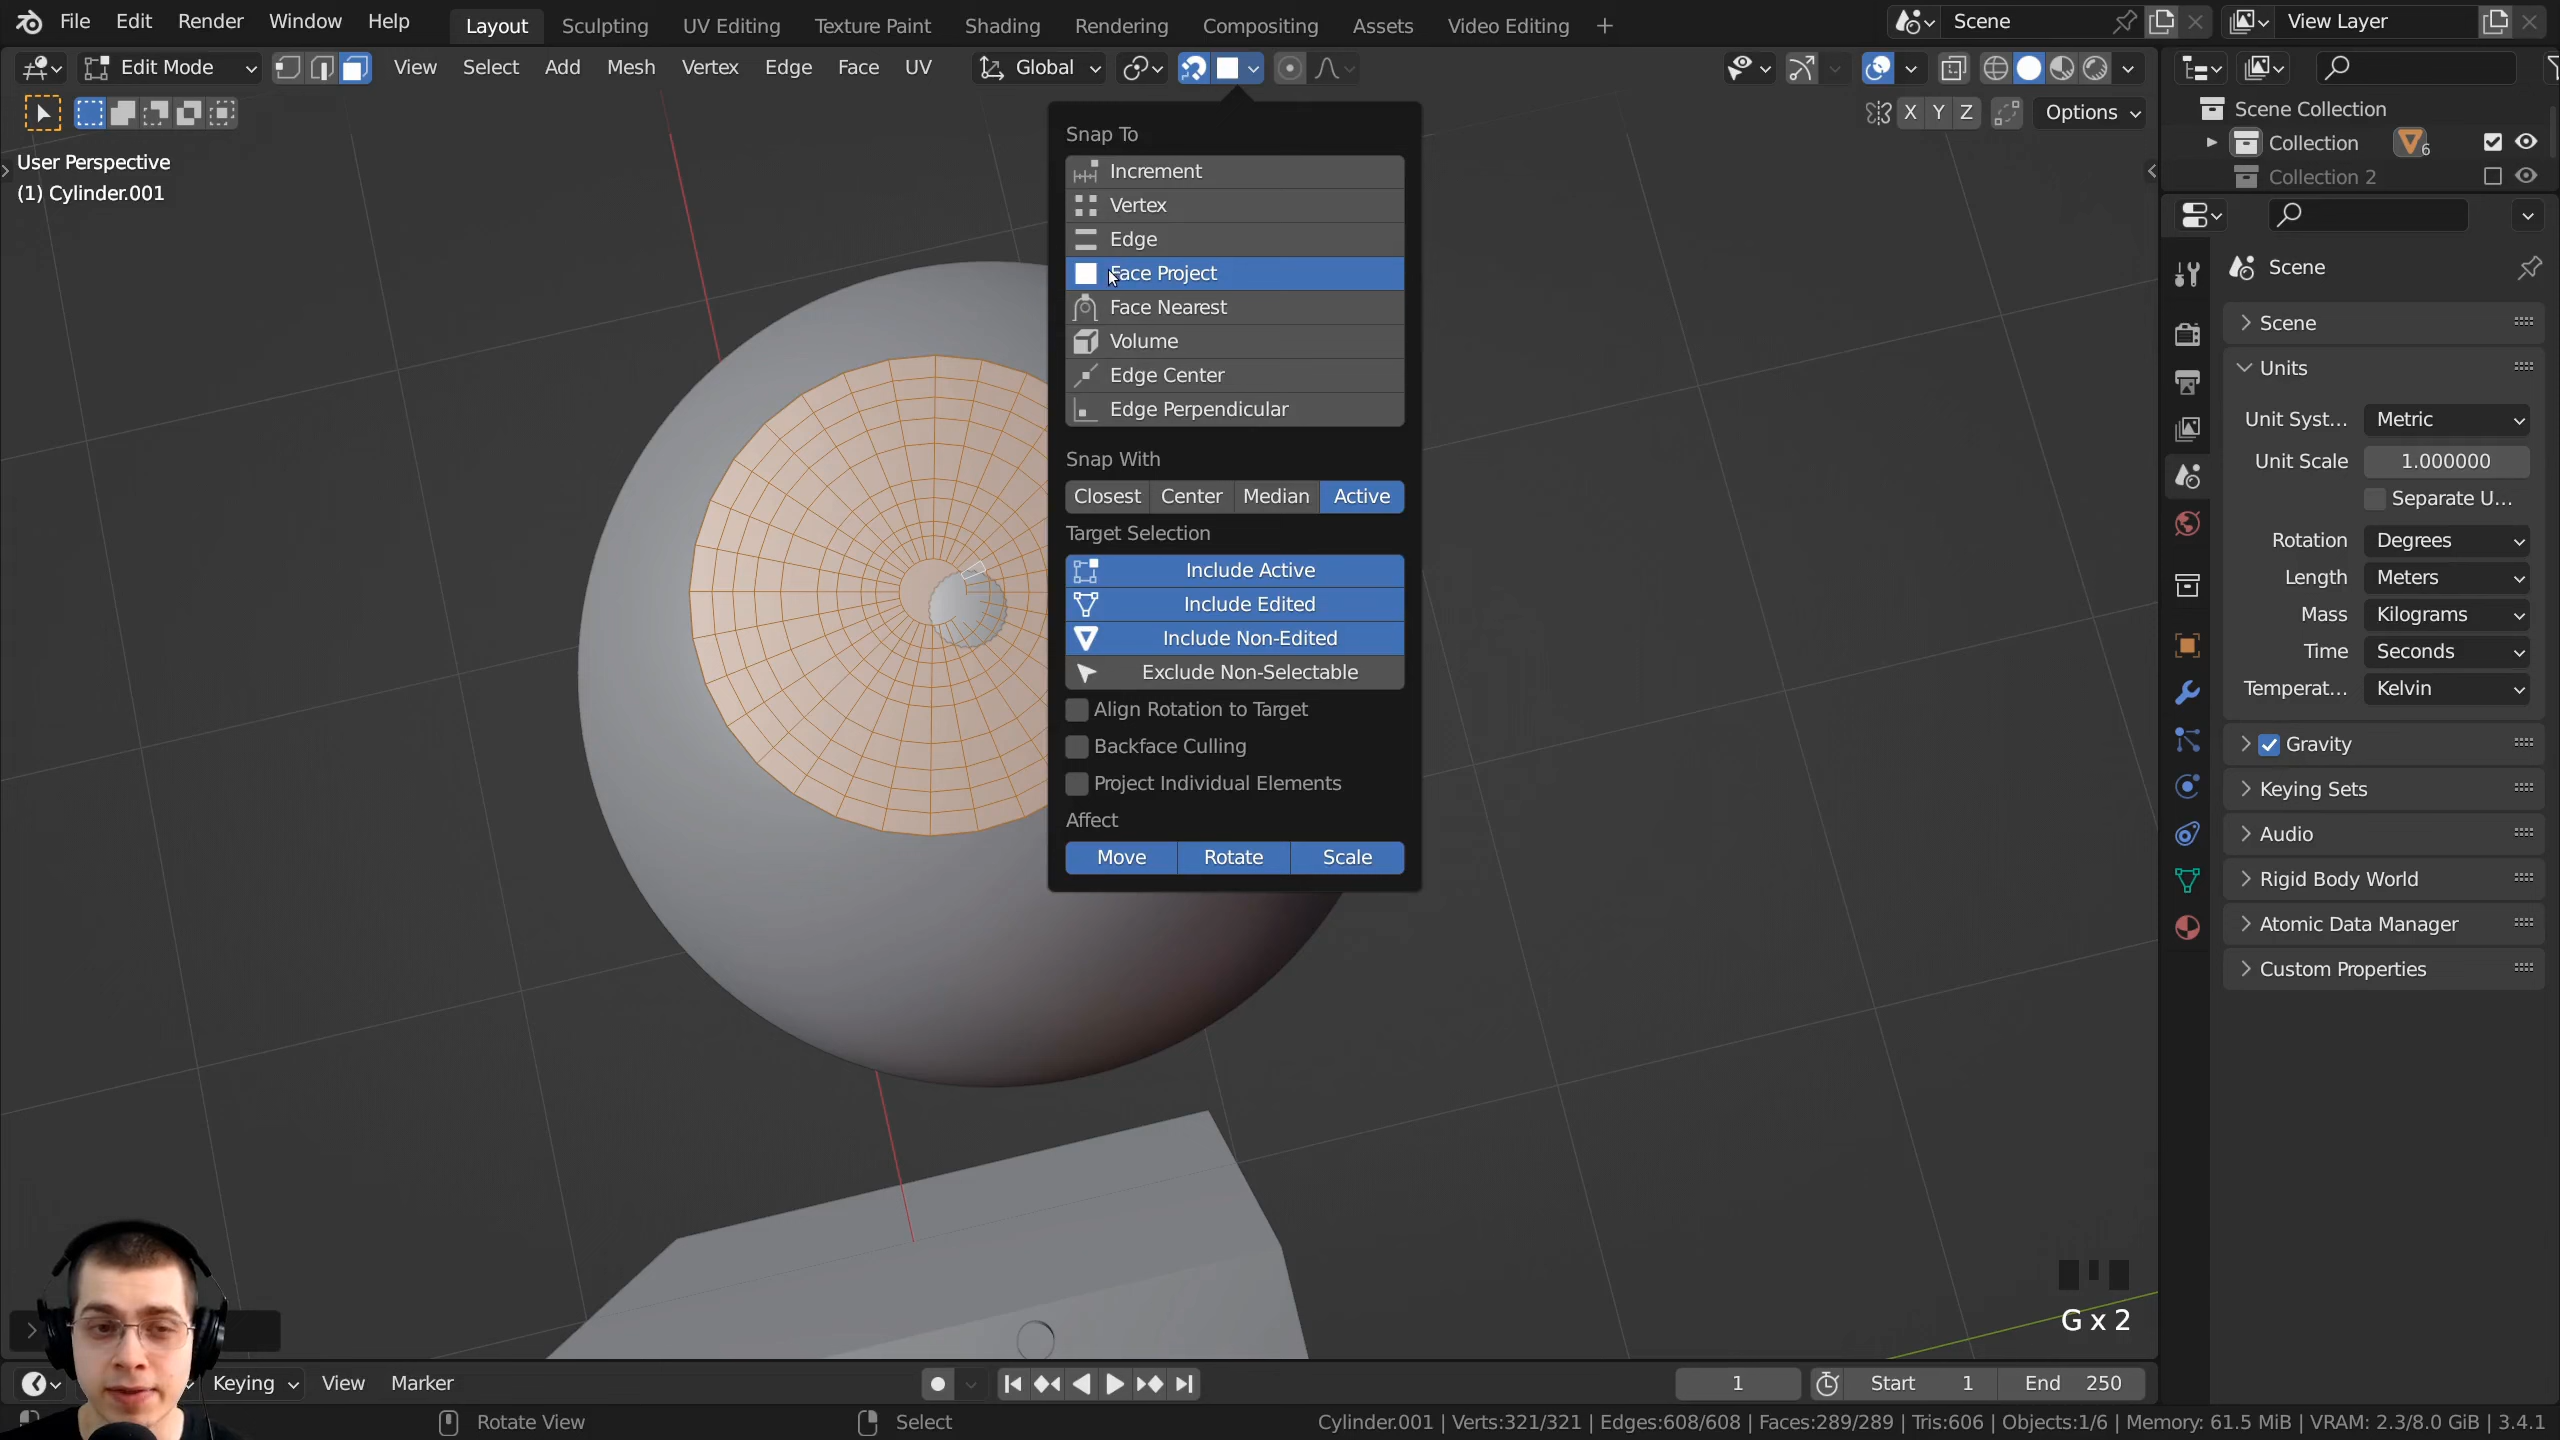 File Edit Render Window Help Layout Sculpting UV Editing Texture Paint Shading Rendering Compositing Assets Video Editing + Scene View Layer
Edit Mode View Select Add Mesh Vertex Edge Face UV Global
X Y Z Options
User Perspective
(1) Cylinder.001
Snap To
Increment
Vertex
Edge
Face Project
Face Nearest
Volume
Edge Center
Edge Perpendicular
Snap With
Closest Center Median Active
Target Selection
Include Active
Include Edited
Include Non-Edited
Exclude Non-Selectable
Align Rotation to Target
Backface Culling
Project Individual Elements
Affect
Move Rotate Scale
Scene Collection
Collection 6
Collection 2
Scene
Scene
Units
Unit Syst... Metric
Unit Scale 1.000000
Separate U...
Rotation Degrees
Length Meters
Mass Kilograms
Time Seconds
Temperat... Kelvin
Gravity
Keying Sets
Audio
Rigid Body World
Atomic Data Manager
Custom Properties
G x 2
Keying View Marker 1 Start 1 End 250
Rotate View Select Cylinder.001 | Verts:321/321 | Edges:608/608 | Faces:289/289 | Tris:606 | Objects:1/6 | Memory: 61.5 MiB | VRAM: 2.3/8.0 GiB | 3.4.1